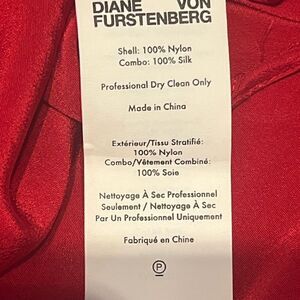 DIANE VON
FURSTENBERG
Shell: 100% Nylon
Combo: 100% Silk
Professional Dry Clean Only
Made in China
Extérieur/Tissu Stratifié:
100% Nylon
Combo/Vêtement Combiné:
100% Soie
Nettoyage À Sec Professionel
Seulement / Nettoyage À Sec
Par Un Professionnel Uniquement
Fabriqué en Chine
P